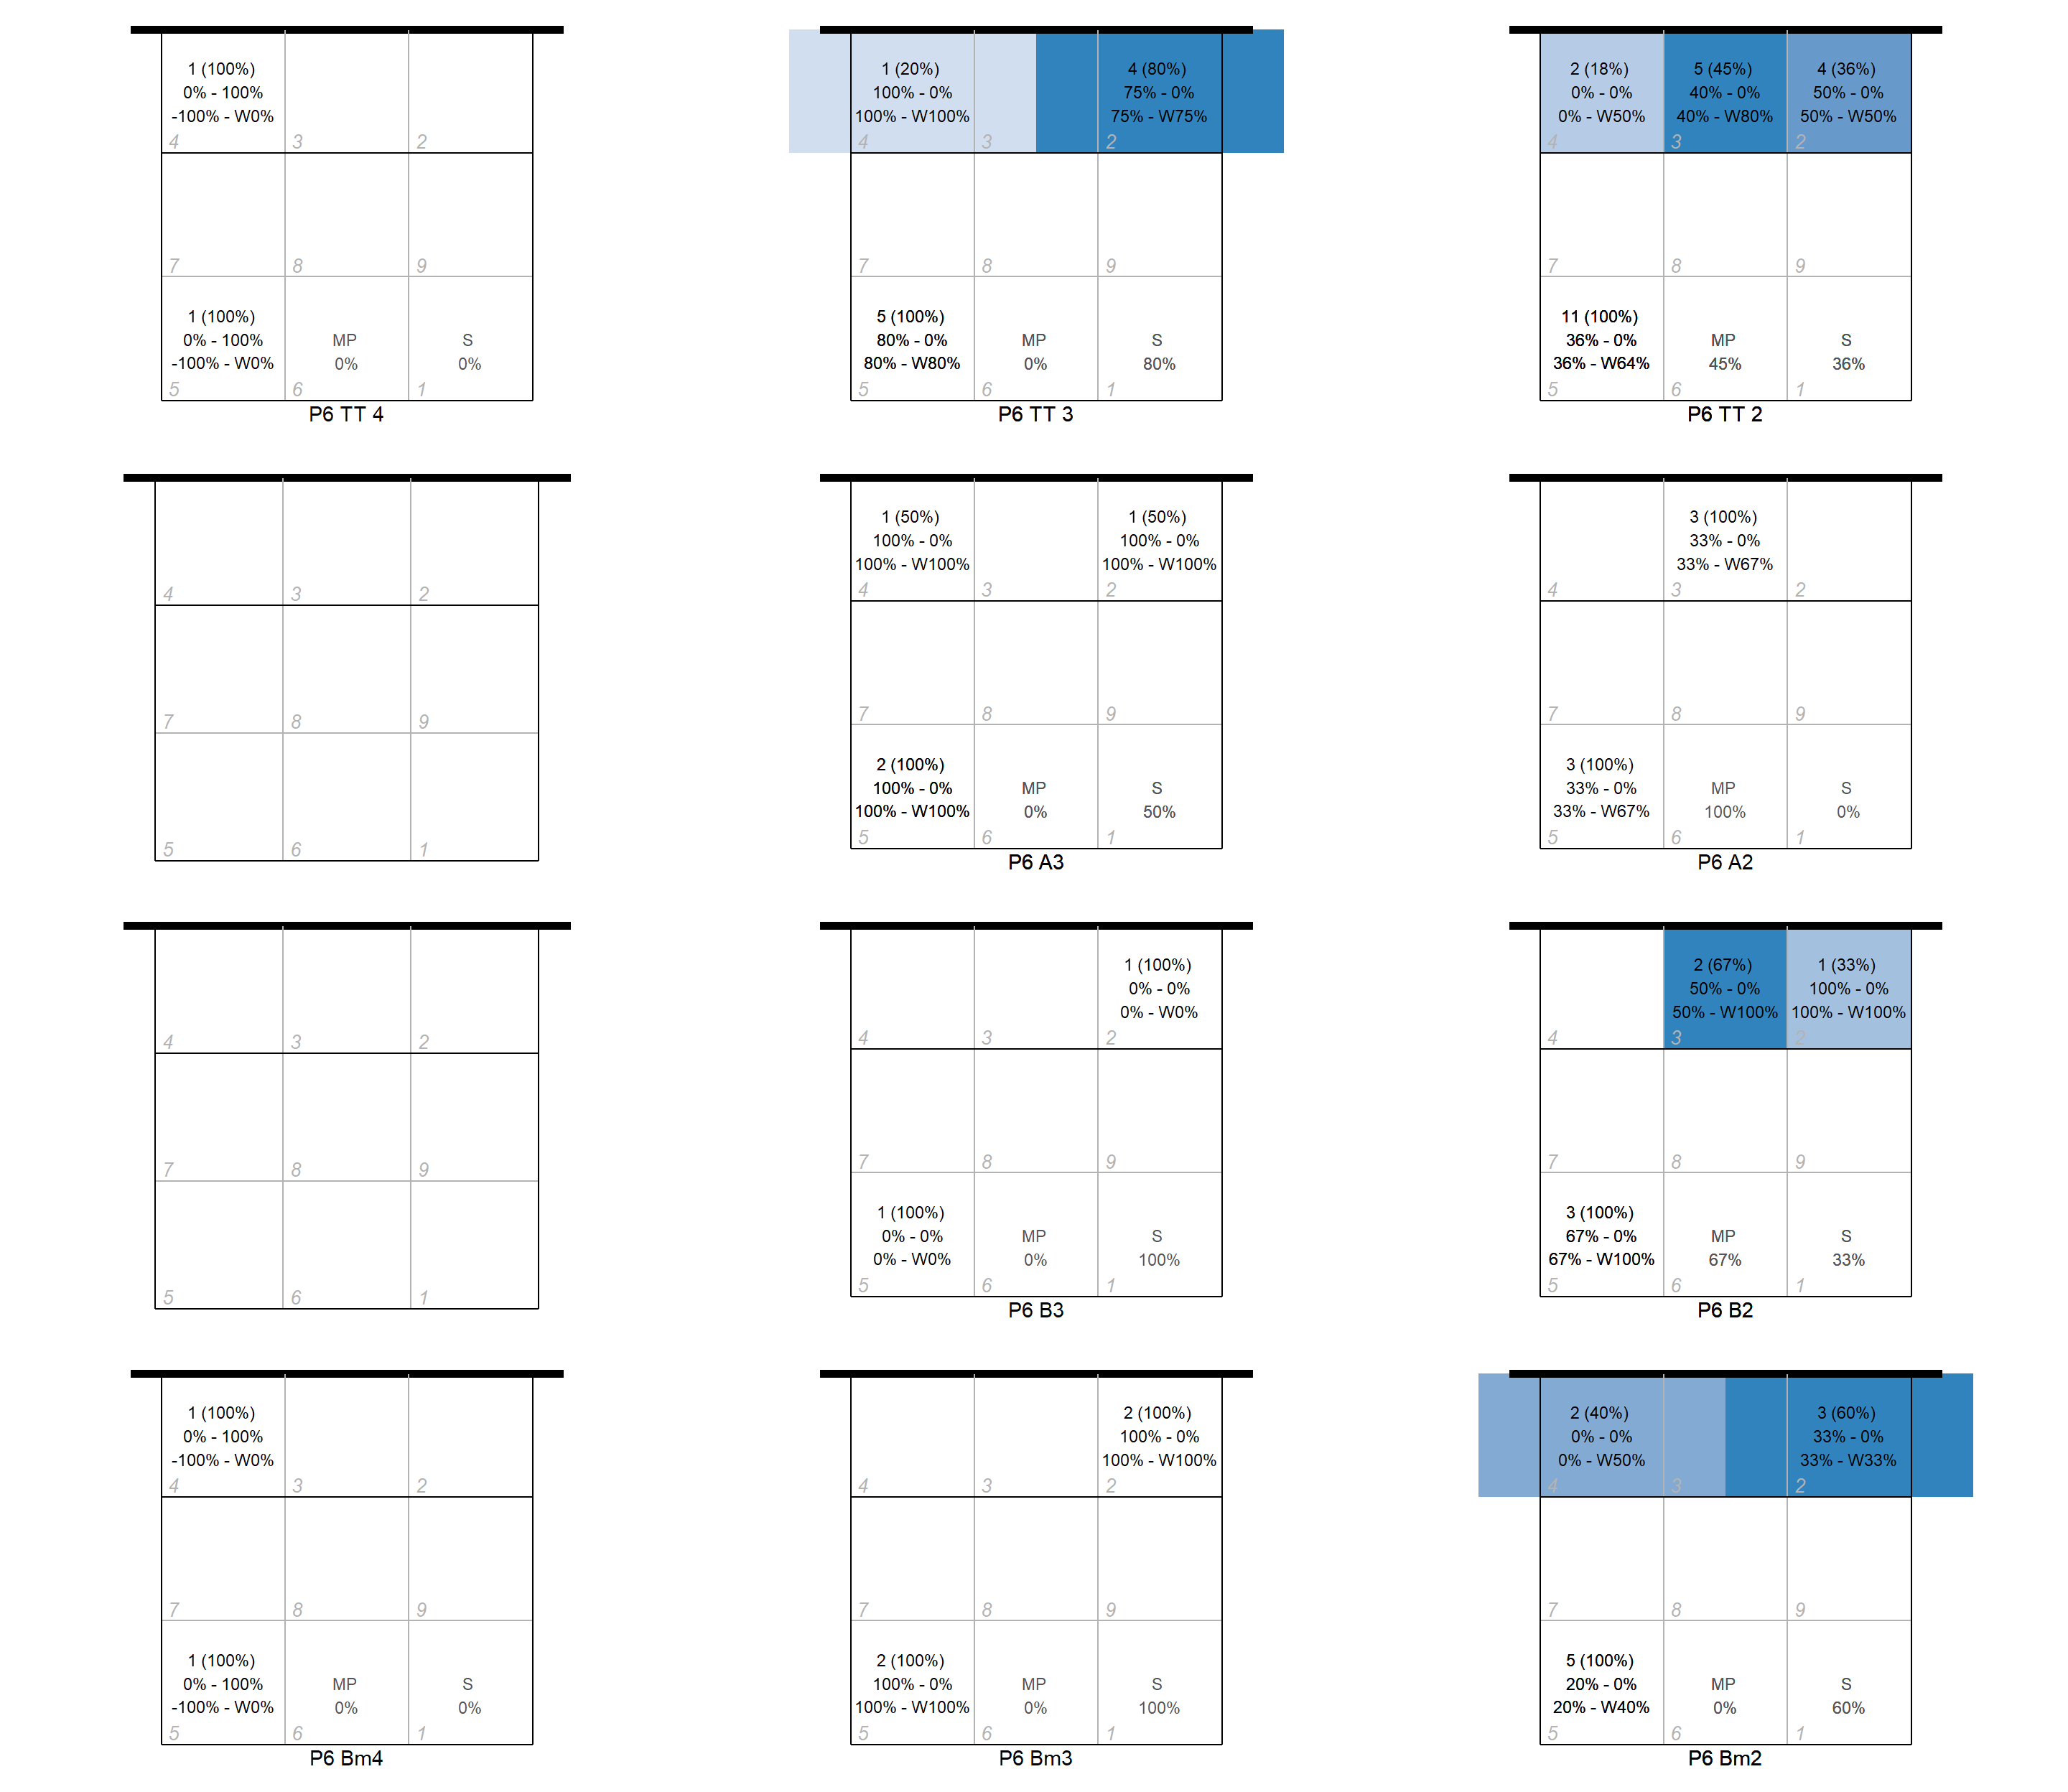 1 (100%)
0% - 100%
-100% - W0%
4 3 2
7 8 9
1 (100%)
0% - 100% MP S
-100% - W0% 0% 0%
5 6 1
P6 TT 4
1 (20%) 4 (80%)
100% - 0% 75% - 0%
100% - W100% 75% - W75%
4 3 2
7 8 9
5 (100%)
80% - 0% MP S
80% - W80% 0% 80%
5 6 1
P6 TT 3
2 (18%) 5 (45%) 4 (36%)
0% - 0% 40% - 0% 50% - 0%
0% - W50% 40% - W80% 50% - W50%
4 3 2
7 8 9
11 (100%)
36% - 0% MP S
36% - W64% 45% 36%
5 6 1
P6 TT 2
4 3 2
7 8 9
5 6 1
1 (50%) 1 (50%)
100% - 0% 100% - 0%
100% - W100% 100% - W100%
4 3 2
7 8 9
2 (100%)
100% - 0% MP S
100% - W100% 0% 50%
5 6 1
P6 A3
3 (100%)
33% - 0%
33% - W67%
4 3 2
7 8 9
3 (100%)
33% - 0% MP S
33% - W67% 100% 0%
5 6 1
P6 A2
4 3 2
7 8 9
5 6 1
1 (100%)
0% - 0%
0% - W0%
4 3 2
7 8 9
1 (100%)
0% - 0% MP S
0% - W0% 0% 100%
5 6 1
P6 B3
2 (67%) 1 (33%)
50% - 0% 100% - 0%
50% - W100% 100% - W100%
4 3 2
7 8 9
3 (100%)
67% - 0% MP S
67% - W100% 67% 33%
5 6 1
P6 B2
1 (100%)
0% - 100%
-100% - W0%
4 3 2
7 8 9
1 (100%)
0% - 100% MP S
-100% - W0% 0% 0%
5 6 1
P6 Bm4
2 (100%)
100% - 0%
100% - W100%
4 3 2
7 8 9
2 (100%)
100% - 0% MP S
100% - W100% 0% 100%
5 6 1
P6 Bm3
2 (40%) 3 (60%)
0% - 0% 33% - 0%
0% - W50% 33% - W33%
4 3 2
7 8 9
5 (100%)
20% - 0% MP S
20% - W40% 0% 60%
5 6 1
P6 Bm2